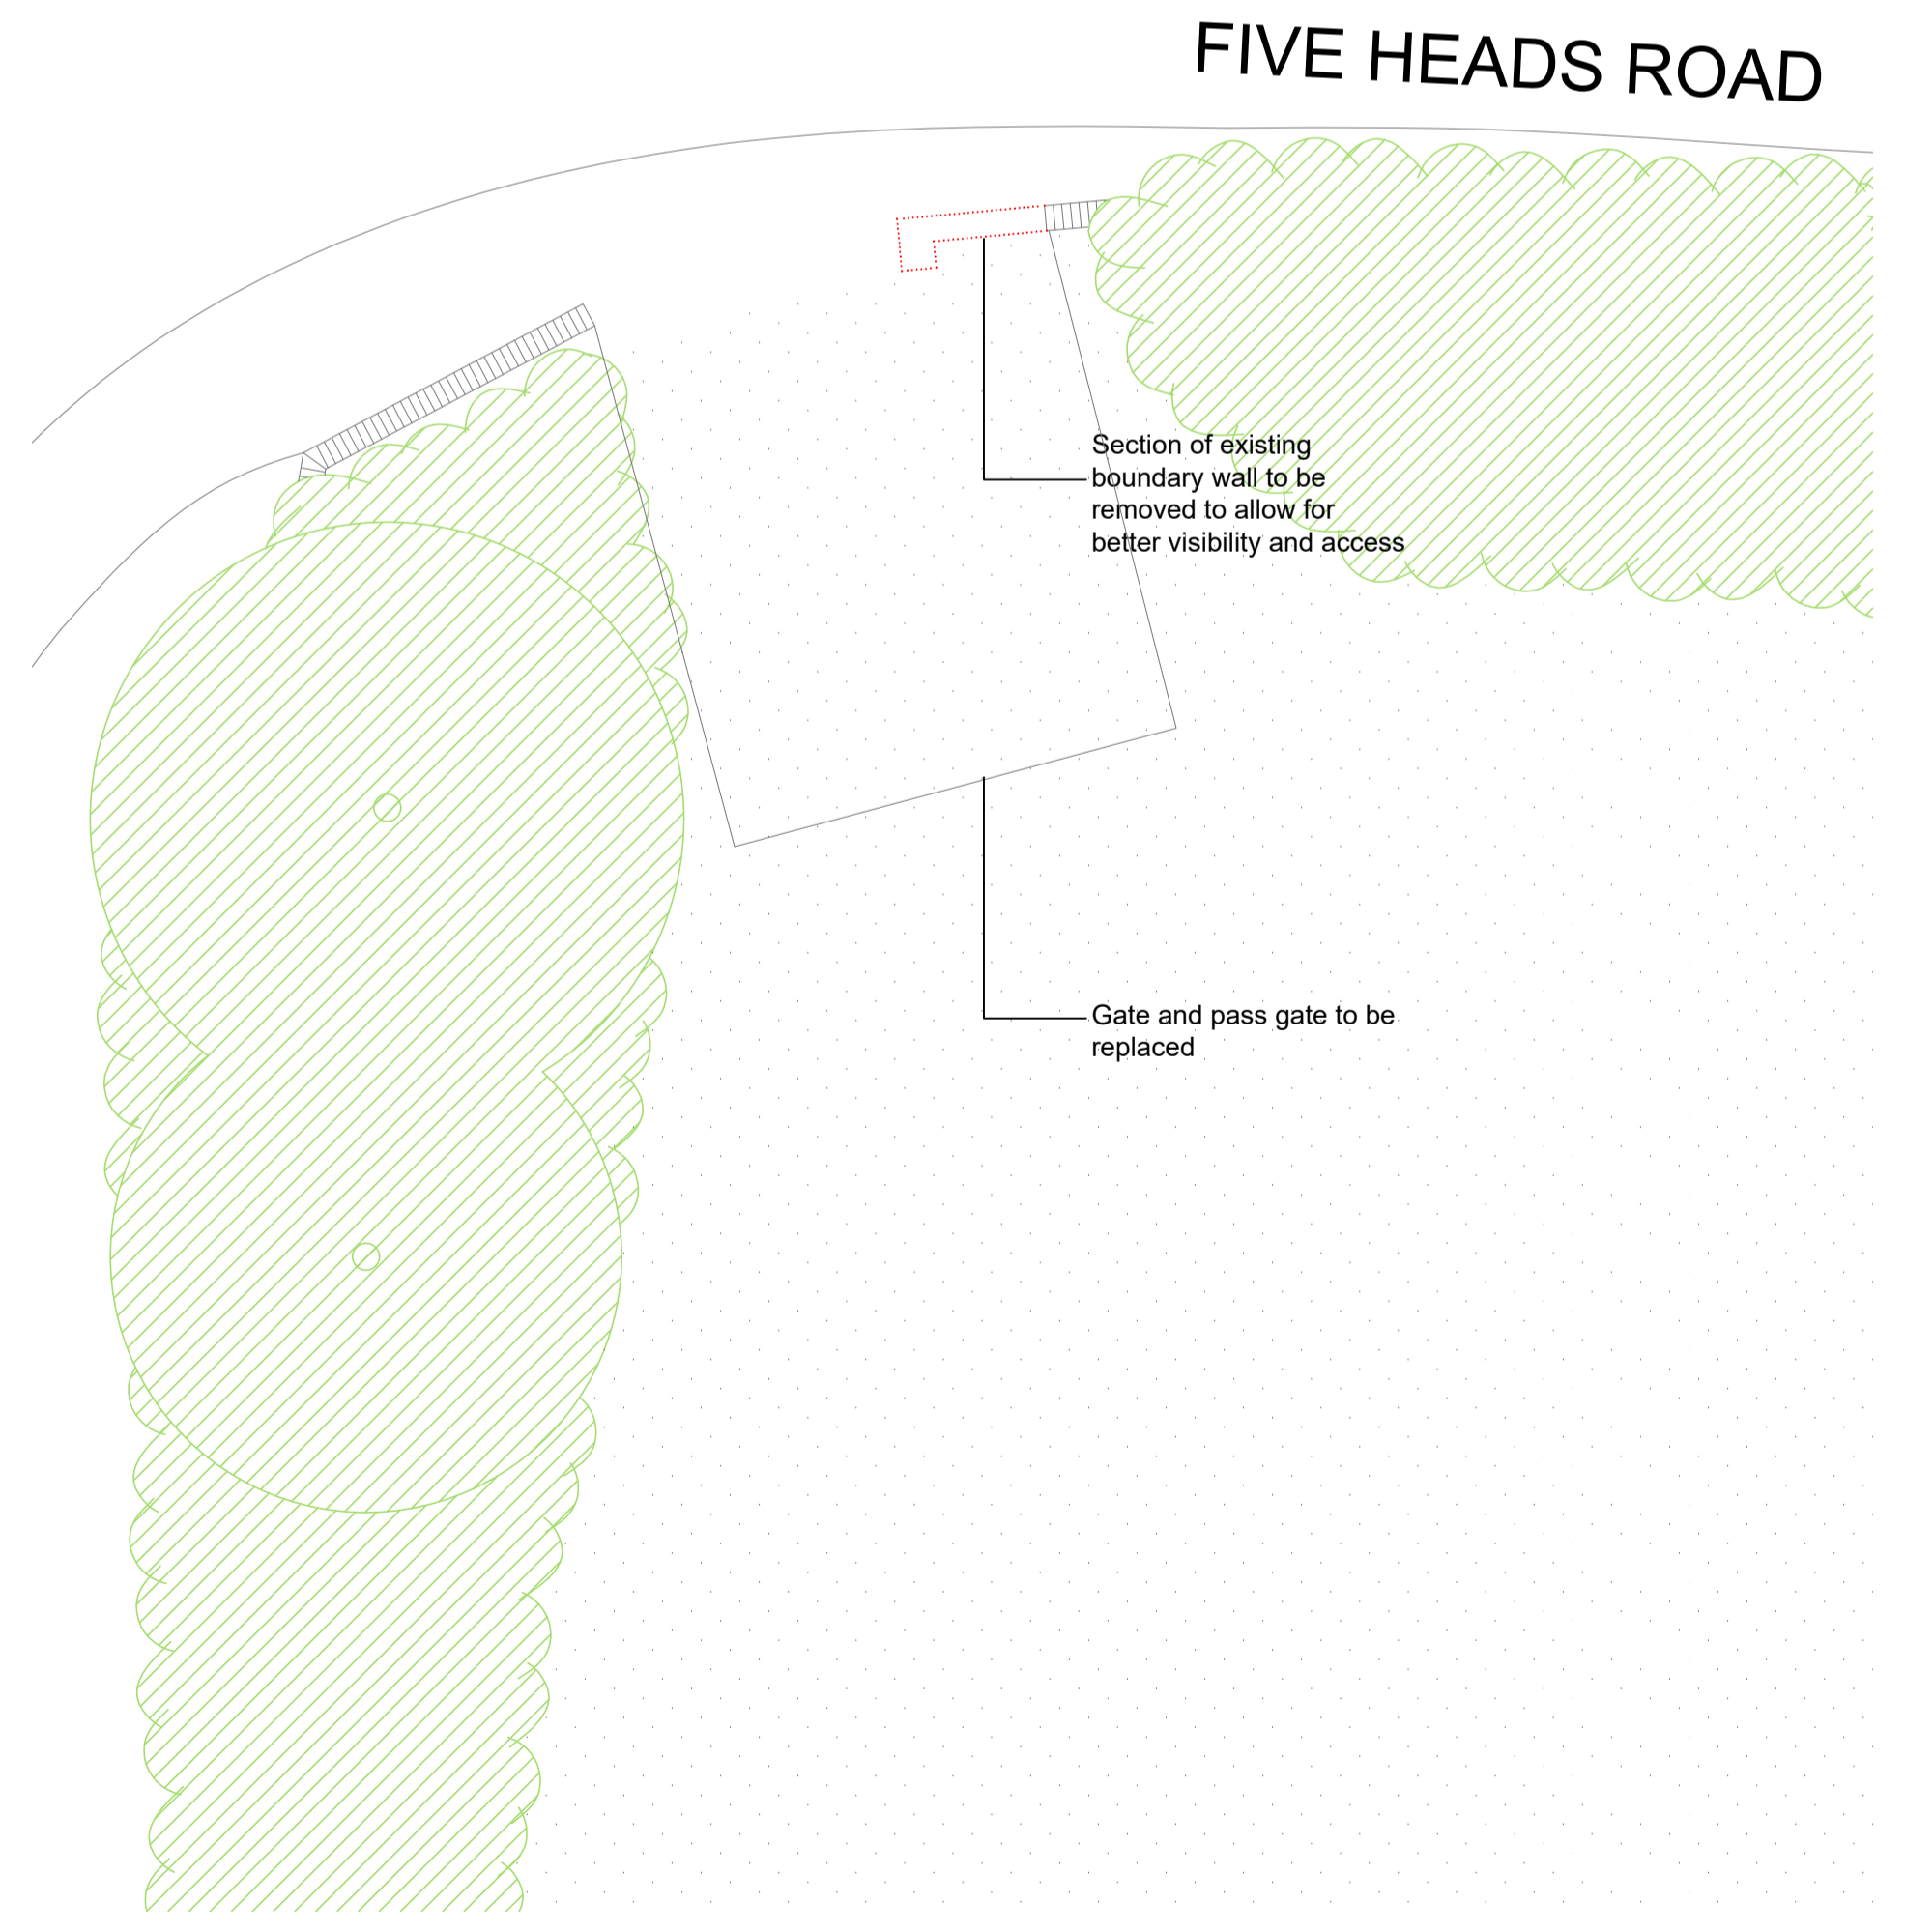 FIVE HEADS ROAD
Section of existing
boundary wall to be
removed to allow for
better visibility and access
Gate and pass gate to be
replaced